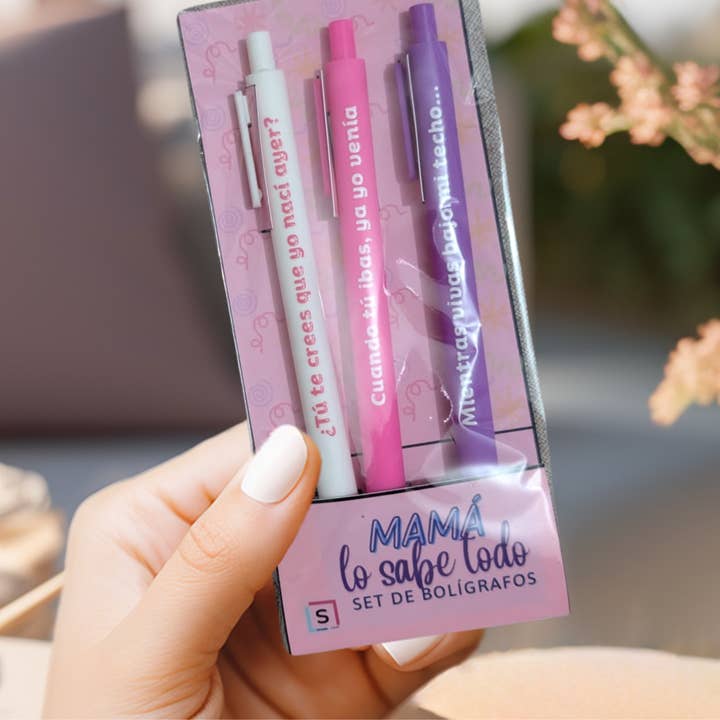 ¿Tú te crees que yo nací ayer?
Cuando tú ibas, ya yo venía
Mientras vivas bajo mi techo...
MAMÁ
lo sabe todo
SET DE BOLÍGRAFOS
S